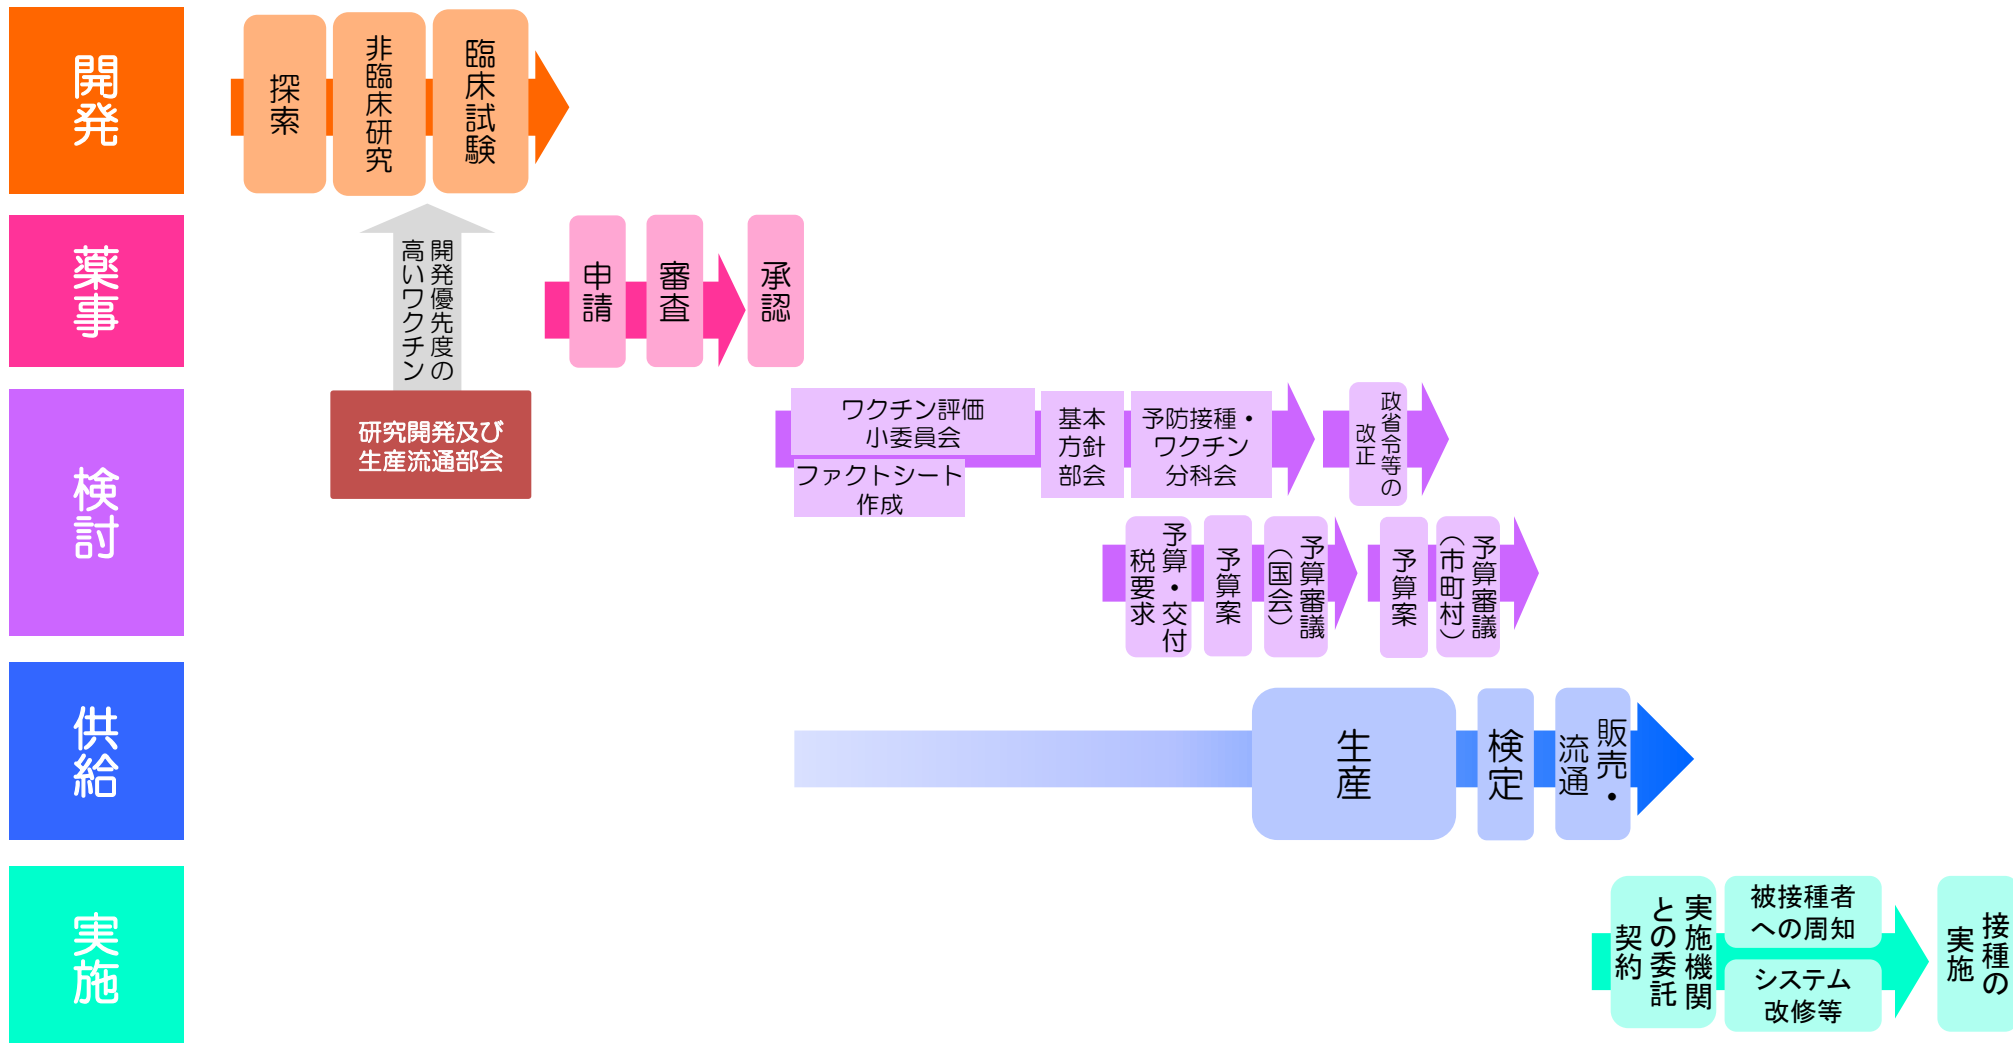 開発
探索
非臨床研究
臨床試験
薬事
開発優先度の
高いワクチン
申請
審査
承認
検討
研究開発及び
生産流通部会
ワクチン評価
小委員会
ファクトシート
作成
基本
方針
部会
予防接種・
ワクチン
分科会
政省令等の
改正
予算・交付
税要求
予算案
予算審議
（国会）
予算案
予算審議
（市町村）
供給
生産
検定
販売・
流通
実施
実施機関
との委託
契約
被接種者
への周知
システム
改修等
接種の
実施